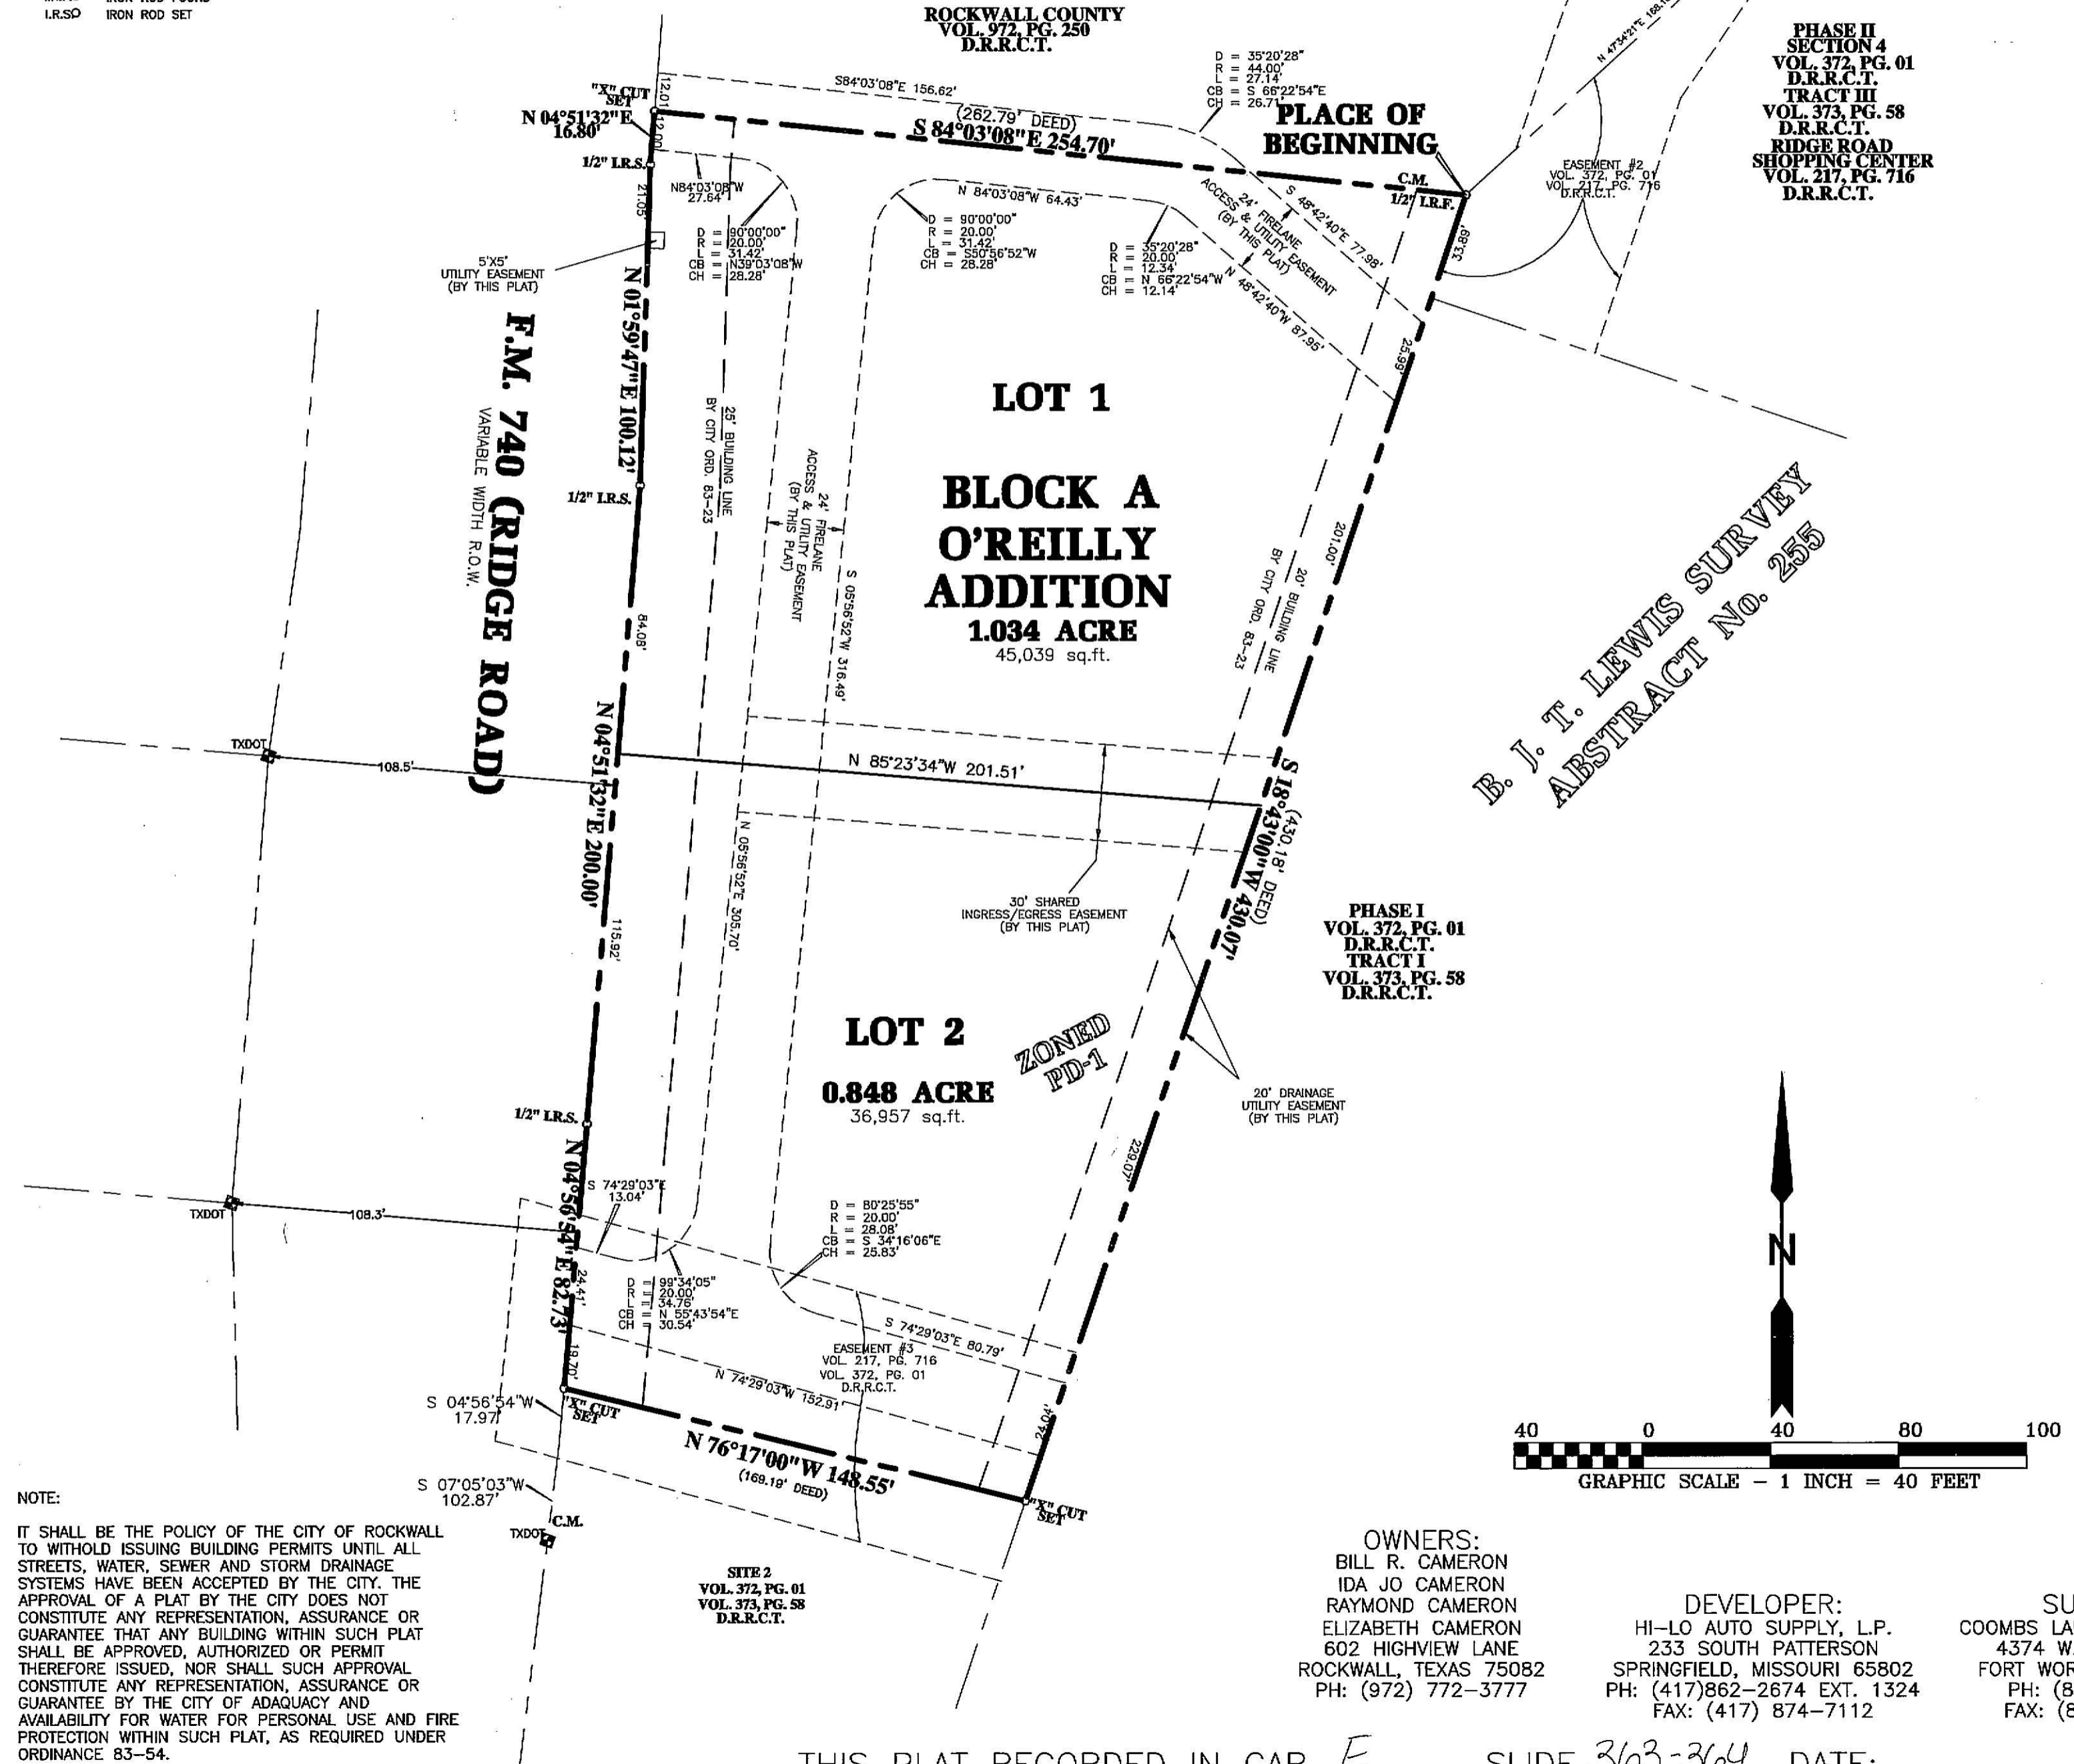 I.R.S. IRON ROD SET
ROCKWALL COUNTY
VOL. 972, PG. 250
D.R.R.C.T.
PHASE II
SECTION 4
VOL. 372, PG. 01
D.R.R.C.T.
TRACT III
VOL. 373, PG. 58
D.R.R.C.T.
RIDGE ROAD
SHOPPING CENTER
VOL. 217, PG. 716
D.R.R.C.T.
D = 35°20'28"
R = 44.00'
L = 27.14'
CB = S 66°22'54"E
CH = 26.71'
S84°03'08"E 156.62'
(262.79' DEED)
S 84°03'08"E 254.70'
PLACE OF
BEGINNING
C.M.
1/2" I.R.F.
"X" CUT
SET
12.01'
12.00'
N 04°51'32"E
16.80'
1/2" I.R.S.
21.05'
N84°03'08"W
27.64'
N 84°03'08"W 64.43'
EASEMENT #2
VOL. 372, PG. 01
VOL. 217, PG. 716
D.R.R.C.T.
D = 90°00'00"
R = 20.00'
L = 31.42'
CB = N39°03'08"W
CH = 28.28'
D = 90°00'00"
R = 20.00'
L = 31.42'
CB = S50°56'52"W
CH = 28.28'
D = 35°20'28"
R = 20.00'
L = 12.34'
CB = N 66°22'54"W
CH = 12.14'
24' FIRELANE
ACCESS & UTILITY EASEMENT
(BY THIS PLAT)
S 48°42'40"E 77.98'
N 48°42'40"W 87.95'
33.89'
25.99'
5'X5'
UTILITY EASEMENT
(BY THIS PLAT)
N 01°59'47"E 100.12'
F.M. 740 (RIDGE ROAD)
VARIABLE WIDTH R.O.W.
1/2" I.R.S.
25' BUILDING LINE
BY CITY ORD. 83-23
24' FIRELANE
ACCESS & UTILITY EASEMENT
(BY THIS PLAT)
S 05°56'52"W 316.49'
LOT 1
BLOCK A
O'REILLY
ADDITION
1.034 ACRE
45,039 sq.ft.
201.00'
20' BUILDING LINE
BY CITY ORD. 83-23
B. J. T. LEWIS SURVEY
ABSTRACT No. 255
84.08'
TXDOT
108.5'
N 04°51'32"E 200.00'
N 85°23'34"W 201.51'
S 18°43'00"W 430.07'
(430.18' DEED)
N 05°56'52"E 305.70'
115.92'
30' SHARED
INGRESS/EGRESS EASEMENT
(BY THIS PLAT)
PHASE I
VOL. 372, PG. 01
D.R.R.C.T.
TRACT I
VOL. 373, PG. 58
D.R.R.C.T.
LOT 2
0.848 ACRE
36,957 sq.ft.
ZONED
PD-1
20' DRAINAGE
UTILITY EASEMENT
(BY THIS PLAT)
229.07'
1/2" I.R.S.
N 04°56'54"E 82.73'
S 74°29'03"E
13.04'
TXDOT
108.3'
D = 80°25'55"
R = 20.00'
L = 28.08'
CB = S 34°16'06"E
CH = 25.83'
D = 99°34'05"
R = 20.00'
L = 34.76'
CB = N 55°43'54"E
CH = 30.54'
24.41'
19.70'
S 74°29'03"E 80.79'
EASEMENT #3
VOL. 217, PG. 716
VOL. 372, PG. 01
D.R.R.C.T.
N 74°29'03"W 152.91'
24.04'
S 04°56'54"W
17.97'
"X" CUT
SET
N 76°17'00"W 148.55'
(169.19' DEED)
"X" CUT
SET
S 07°05'03"W
102.87'
C.M.
TXDOT
SITE 2
VOL. 372, PG. 01
VOL. 373, PG. 58
D.R.R.C.T.
N
40 0 40 80 100
GRAPHIC SCALE - 1 INCH = 40 FEET
NOTE:
IT SHALL BE THE POLICY OF THE CITY OF ROCKWALL
TO WITHOLD ISSUING BUILDING PERMITS UNTIL ALL
STREETS, WATER, SEWER AND STORM DRAINAGE
SYSTEMS HAVE BEEN ACCEPTED BY THE CITY. THE
APPROVAL OF A PLAT BY THE CITY DOES NOT
CONSTITUTE ANY REPRESENTATION, ASSURANCE OR
GUARANTEE THAT ANY BUILDING WITHIN SUCH PLAT
SHALL BE APPROVED, AUTHORIZED OR PERMIT
THEREFORE ISSUED, NOR SHALL SUCH APPROVAL
CONSTITUTE ANY REPRESENTATION, ASSURANCE OR
GUARANTEE BY THE CITY OF ADAQUACY AND
AVAILABILITY FOR WATER FOR PERSONAL USE AND FIRE
PROTECTION WITHIN SUCH PLAT, AS REQUIRED UNDER
ORDINANCE 83-54.
OWNERS:
BILL R. CAMERON
IDA JO CAMERON
RAYMOND CAMERON
ELIZABETH CAMERON
602 HIGHVIEW LANE
ROCKWALL, TEXAS 75082
PH: (972) 772-3777
DEVELOPER:
HI-LO AUTO SUPPLY, L.P.
233 SOUTH PATTERSON
SPRINGFIELD, MISSOURI 65802
PH: (417)862-2674 EXT. 1324
FAX: (417) 874-7112
SU
COOMBS LA
4374 W.
FORT WOR
PH: (8
FAX: (8
THIS PLAT RECORDED IN CAB. F SLIDE 363-364 DATE: